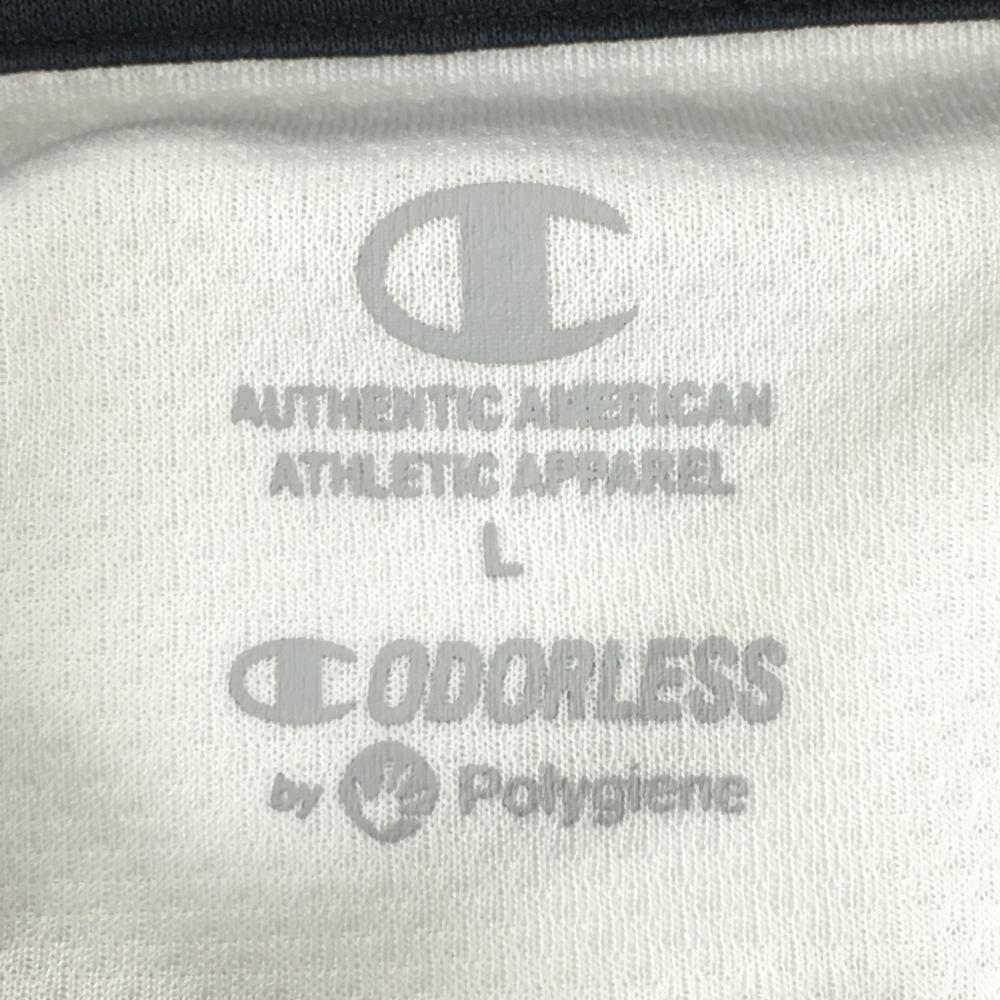 AUTHENTIC AMERICAN
ATHLETIC APPAREL
L
ODORLESS
by Polygiene